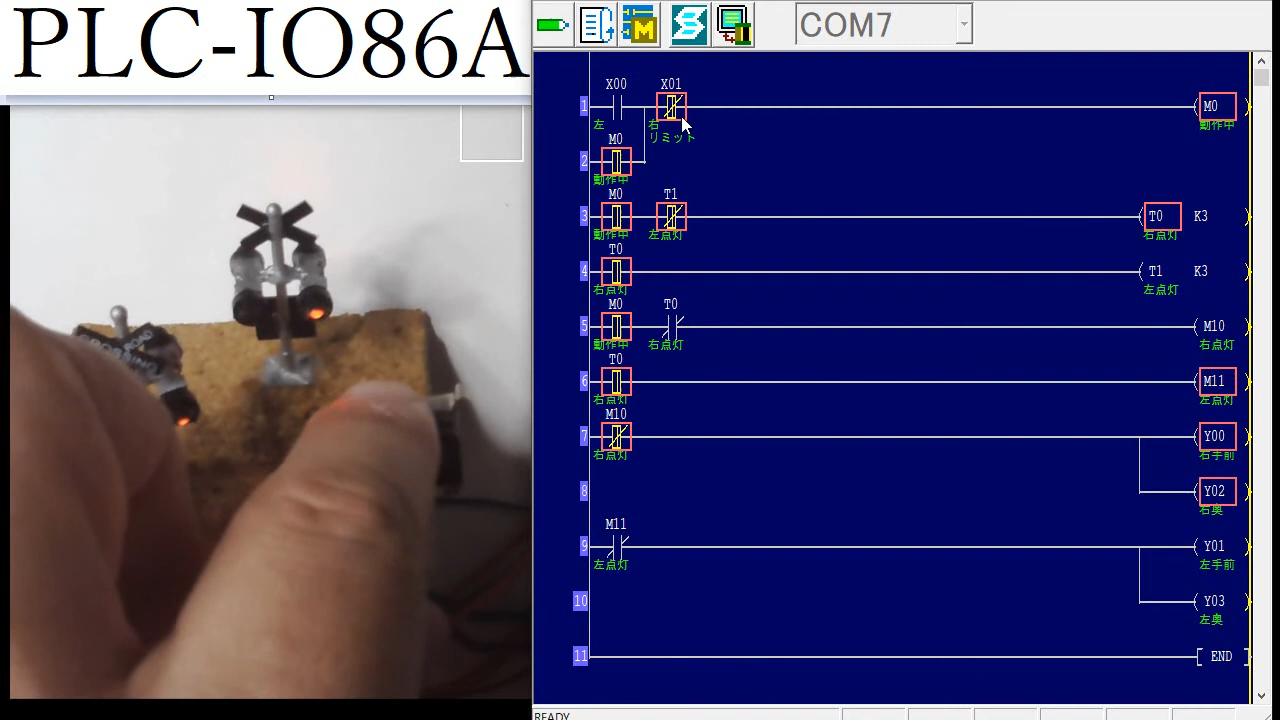 PLC-IO86A
COM7
X00 X01
1 M0
左 右 動作中
リミット
M0
2
動作中
M0 T1
3 T0 K3
動作中 左点灯 右点灯
T0
4 T1 K3
右点灯 左点灯
M0 T0
5 M10
動作中 右点灯 右点灯
T0
6 M11
右点灯 左点灯
M10
7 Y00
右点灯 右手前
8 Y02
右奥
M11
9 Y01
左点灯 左手前
10 Y03
左奥
11 END
READY